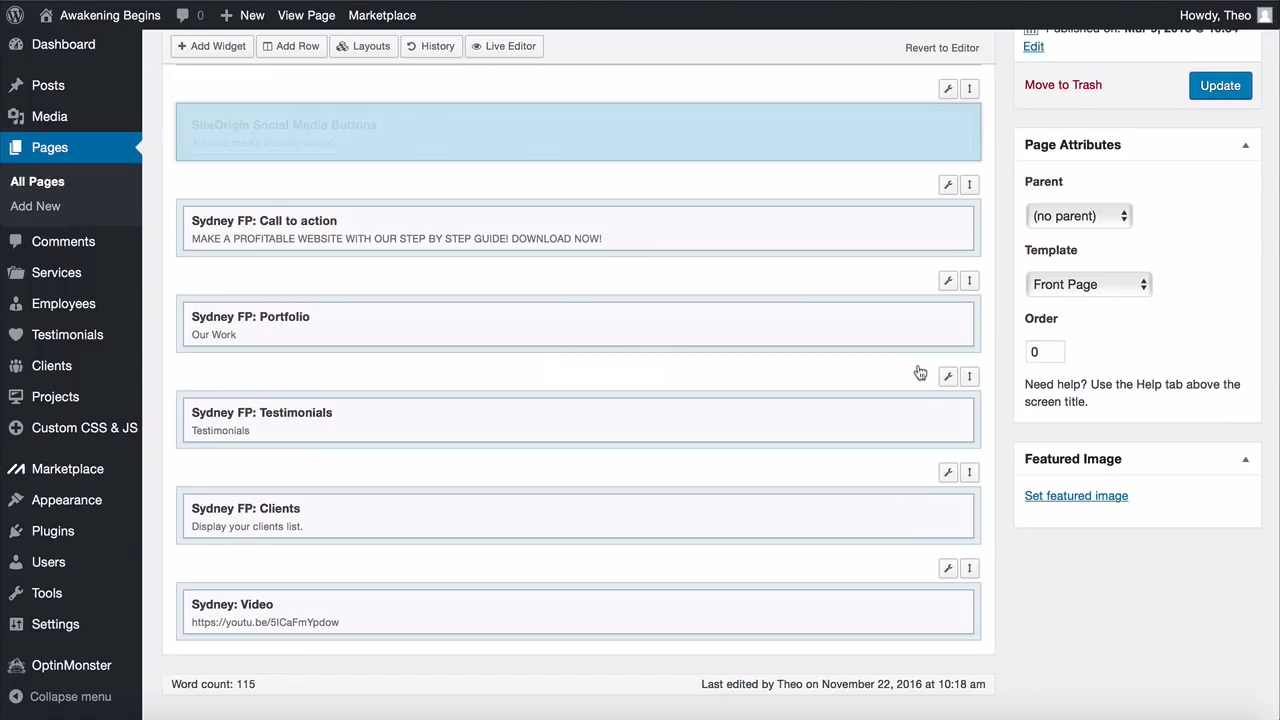 Awakening Begins
0
New
View Page
Marketplace
Howdy, Theo
Dashboard
Posts
Media
Pages
All Pages
Add New
Comments
Services
Employees
Testimonials
Clients
Projects
Custom CSS & JS
Marketplace
Appearance
Plugins
Users
Tools
Settings
OptinMonster
Collapse menu
Add Widget
Add Row
Layouts
History
Live Editor
Revert to Editor
SiteOrigin Social Media Buttons
A social media buttons widget.
Sydney FP: Call to action
MAKE A PROFITABLE WEBSITE WITH OUR STEP BY STEP GUIDE! DOWNLOAD NOW!
Sydney FP: Portfolio
Our Work
Sydney FP: Testimonials
Testimonials
Sydney FP: Clients
Display your clients list.
Sydney: Video
https://youtu.be/5ICaFmYpdow
Word count: 115
Last edited by Theo on November 22, 2016 at 10:18 am
Edit
Move to Trash
Update
Page Attributes
Parent
(no parent)
Template
Front Page
Order
0
Need help? Use the Help tab above the
screen title.
Featured Image
Set featured image